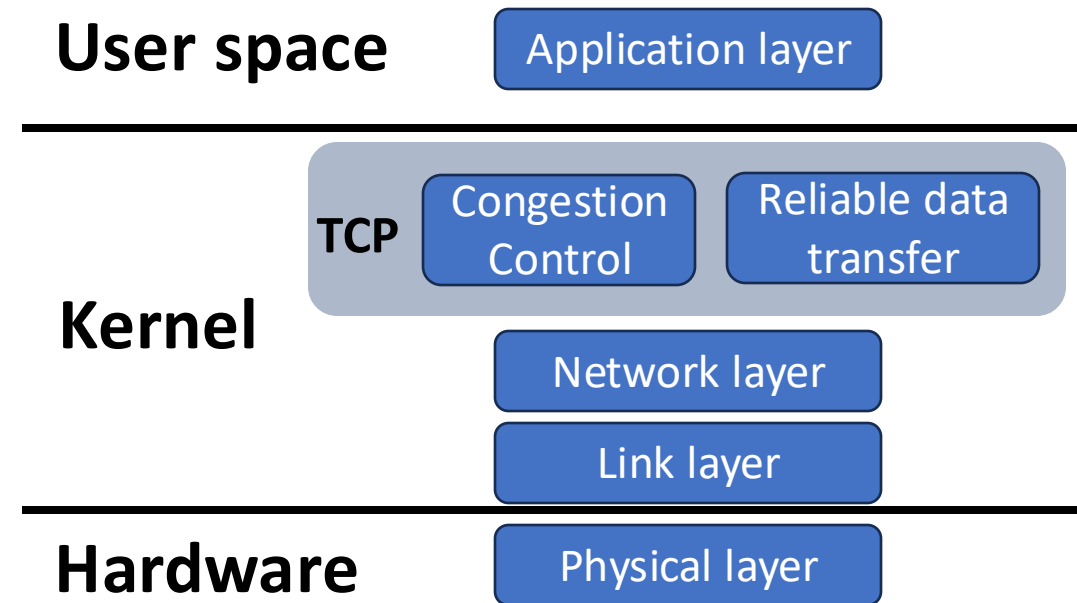 User space
Application layer
TCP
Congestion
Control
Reliable data
transfer
Kernel
Network layer
Link layer
Hardware
Physical layer